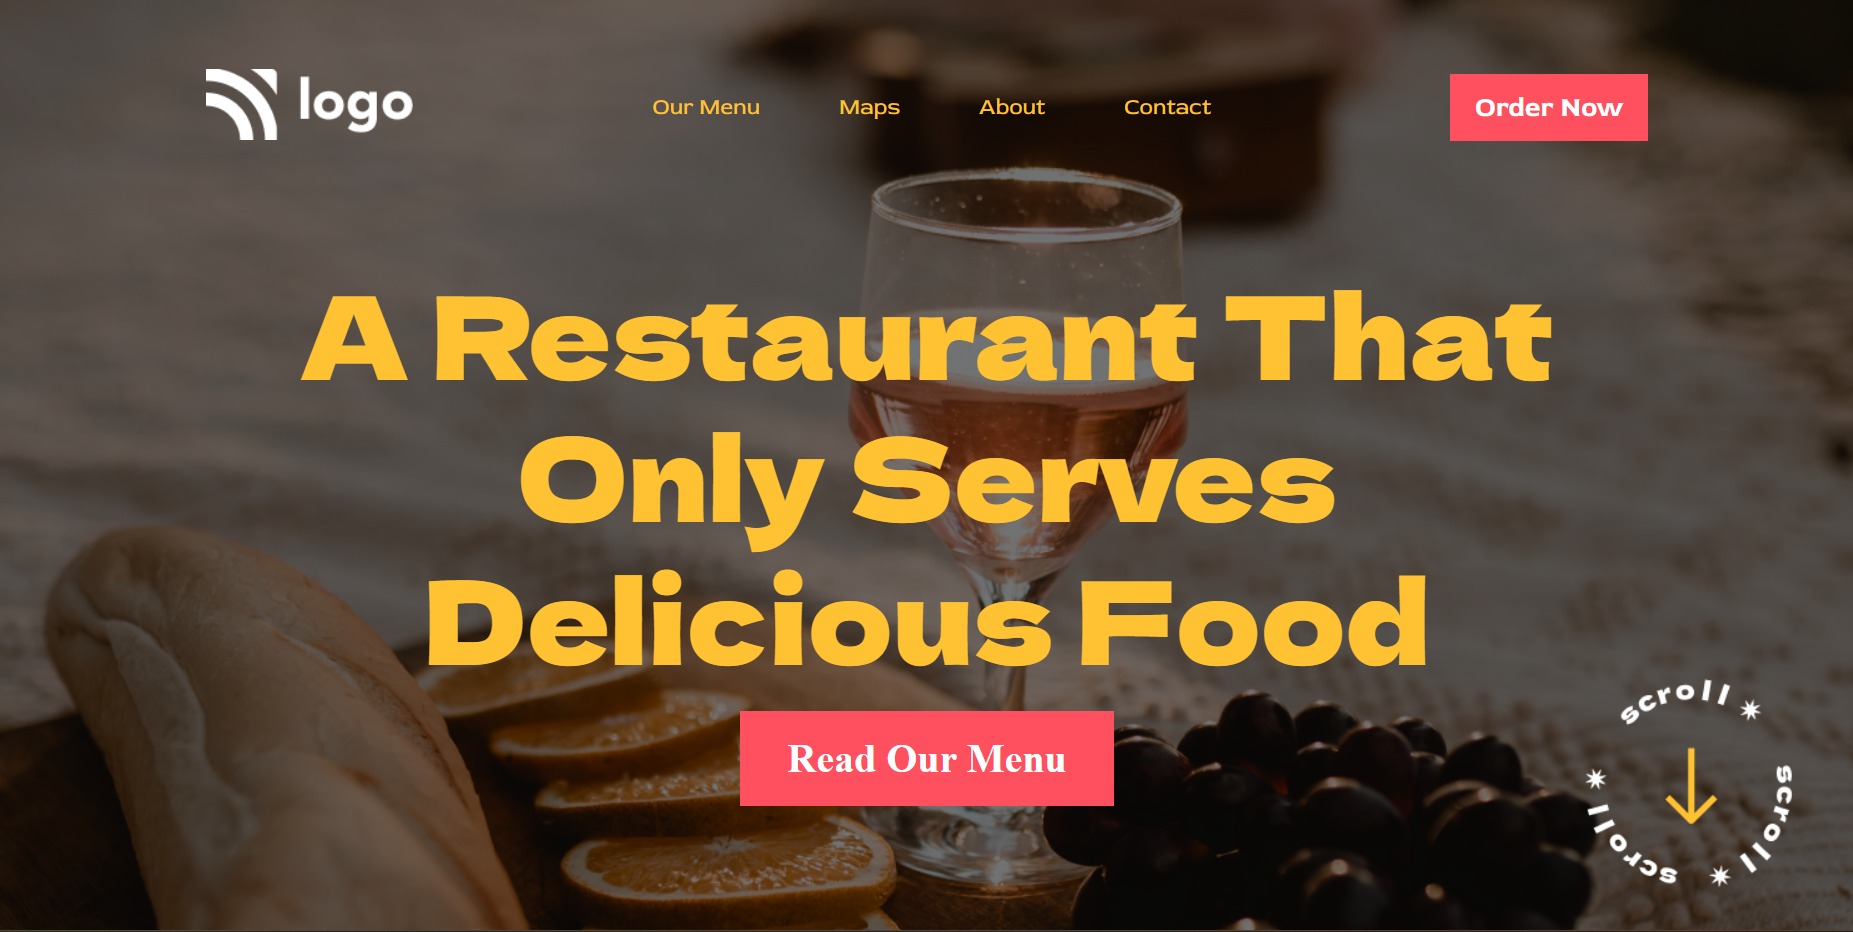 logo
Our Menu
Maps
About
Contact
Order Now
A Restaurant That
Only Serves
Delicious Food
Read Our Menu
scroll ✷ scroll ✷ scroll ✷